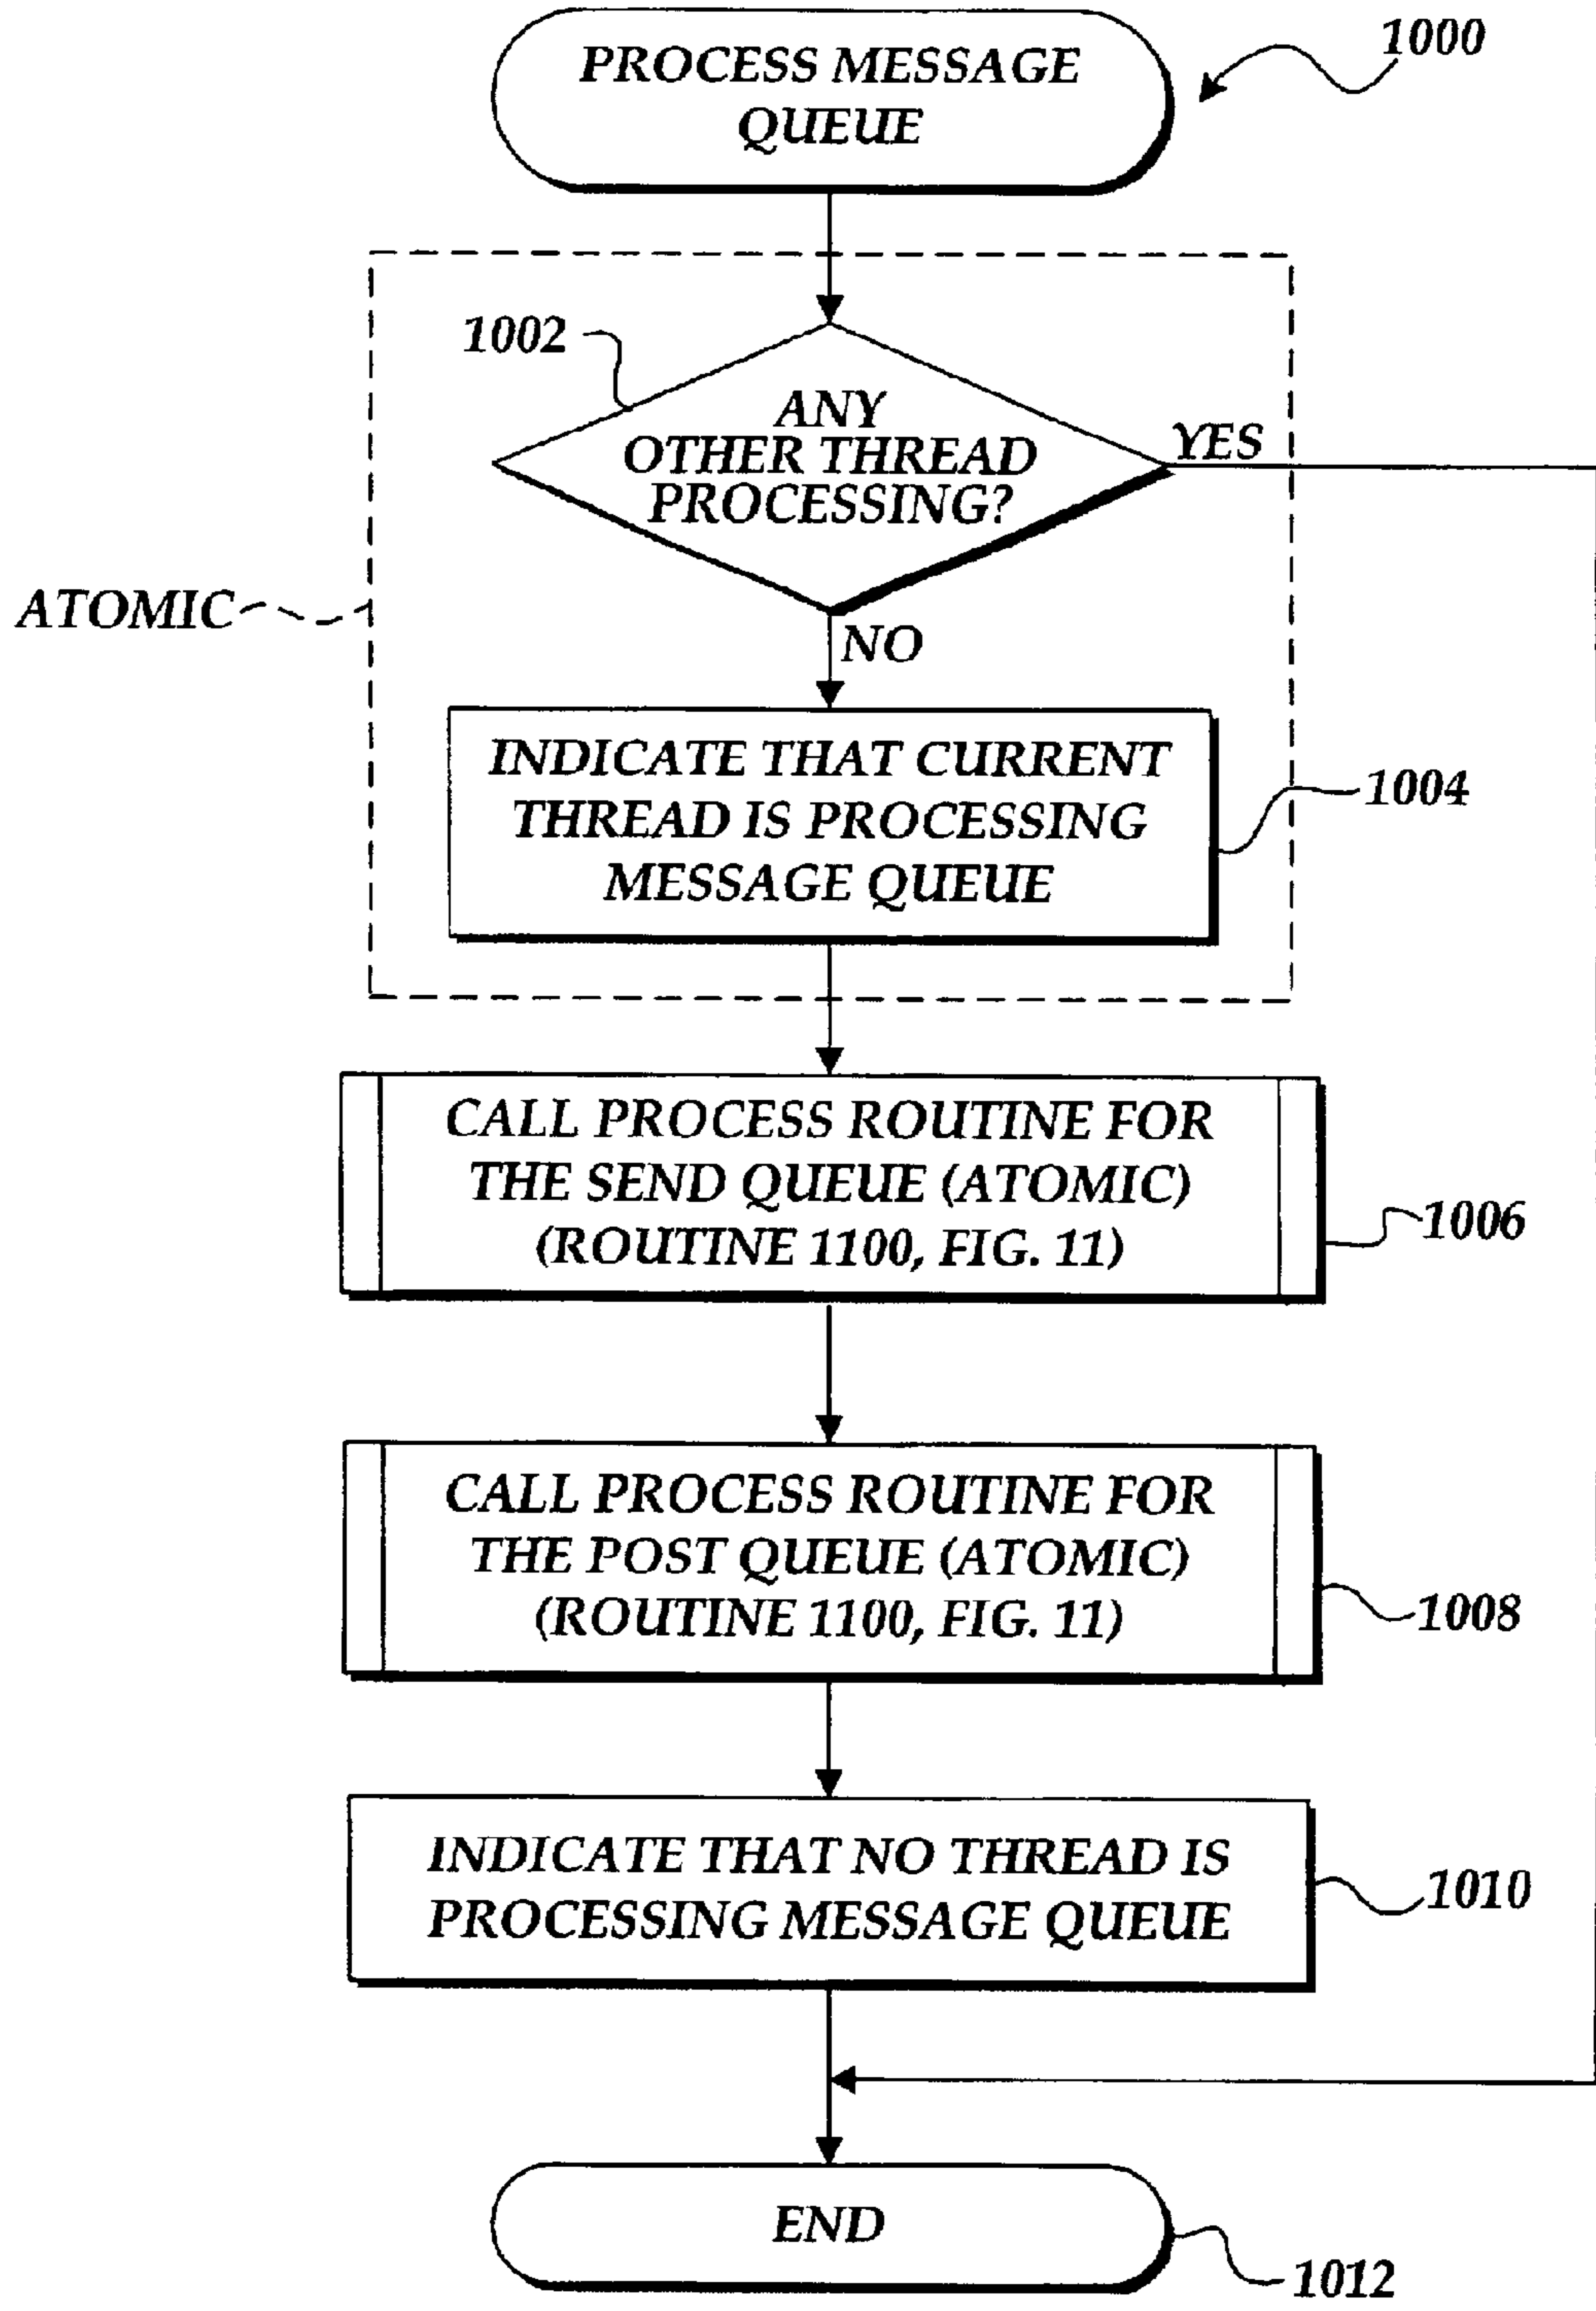 PROCESS MESSAGE
QUEUE
1000
1002
ANY
OTHER THREAD
PROCESSING?
YES
ATOMIC
NO
INDICATE THAT CURRENT
THREAD IS PROCESSING
MESSAGE QUEUE
1004
CALL PROCESS ROUTINE FOR
THE SEND QUEUE (ATOMIC)
(ROUTINE 1100, FIG. 11)
1006
CALL PROCESS ROUTINE FOR
THE POST QUEUE (ATOMIC)
(ROUTINE 1100, FIG. 11)
1008
INDICATE THAT NO THREAD IS
PROCESSING MESSAGE QUEUE
1010
END
1012